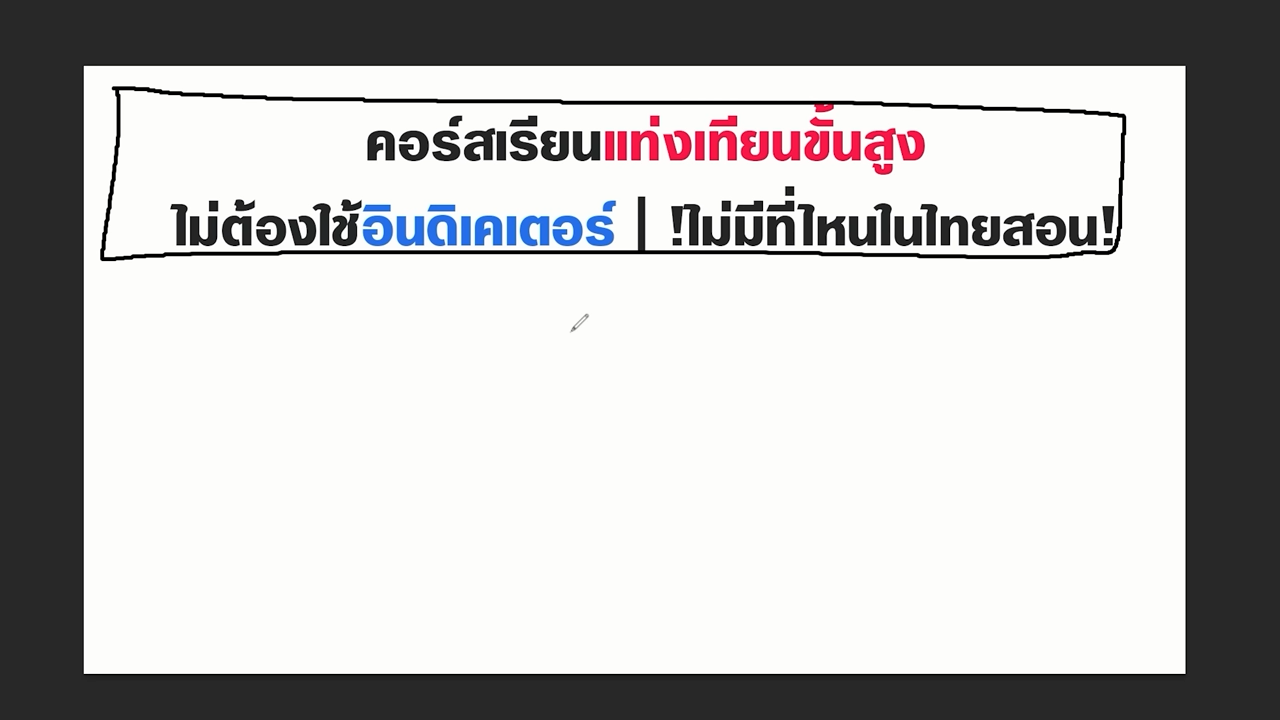 คอร์สเรียนแท่งเทียนขั้นสูง
ไม่ต้องใช้อินดิเคเตอร์ | !ไม่มีที่ไหนในไทยสอน!